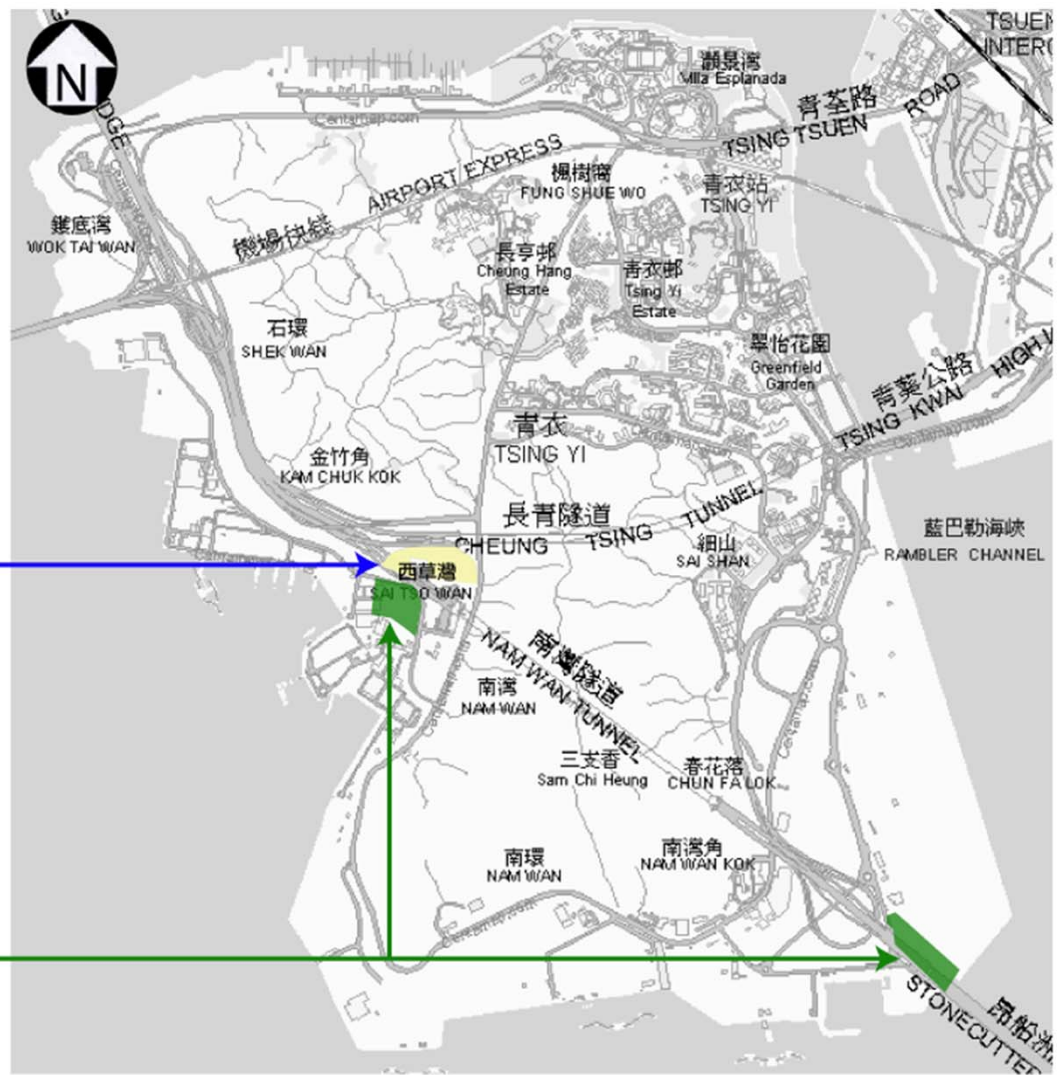 N
TSUEN
INTERC
灝景灣
Villa Esplanada
青荃路
TSING TSUEN ROAD
Centamap.com
AIRPORT EXPRESS
機場快綫
楓樹窩
FUNG SHUE WO
青衣站
TSING YI
鑊底灣
WOK TAI WAN
長亨邨
Cheung Hang
Estate
青衣邨
Tsing Yi
Estate
石環
SHEK WAN
翠怡花園
Greenfield
Garden
青葵公路
TSING KWAI HIGH
青衣
TSING YI
金竹角
KAM CHUK KOK
長青隧道
CHEUNG TSING TUNNEL
細山
SAI SHAN
藍巴勒海峽
RAMBLER CHANNEL
西草灣
SAI TSO WAN
南灣隧道
NAM WAN TUNNEL
南灣
NAM WAN
三支香
Sam Chi Heung
春花落
CHUN FA LOK
南環
NAM WAN
南灣角
NAM WAN KOK
Centamap.com
昂船洲
STONECUTTER